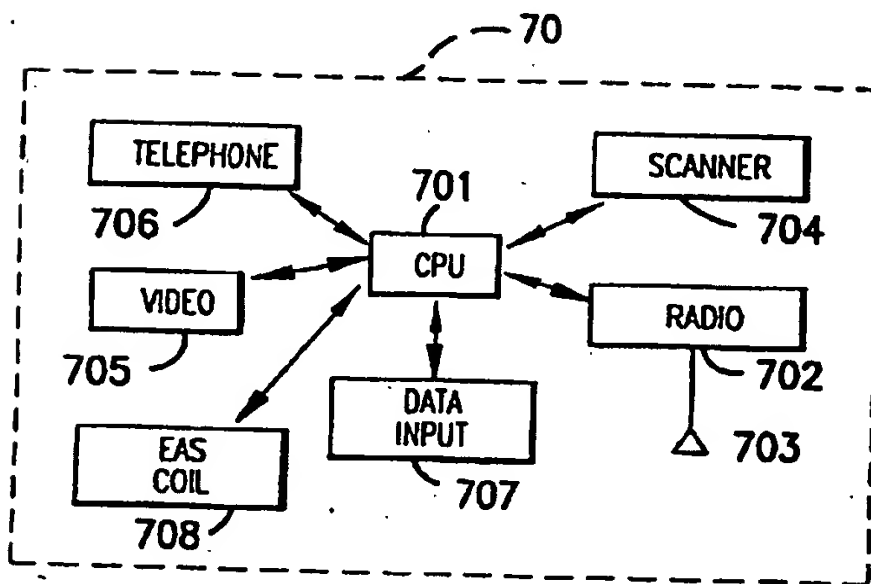 70
TELEPHONE
706
701
CPU
SCANNER
704
VIDEO
705
RADIO
702
703
DATA
INPUT
707
EAS
COIL
708